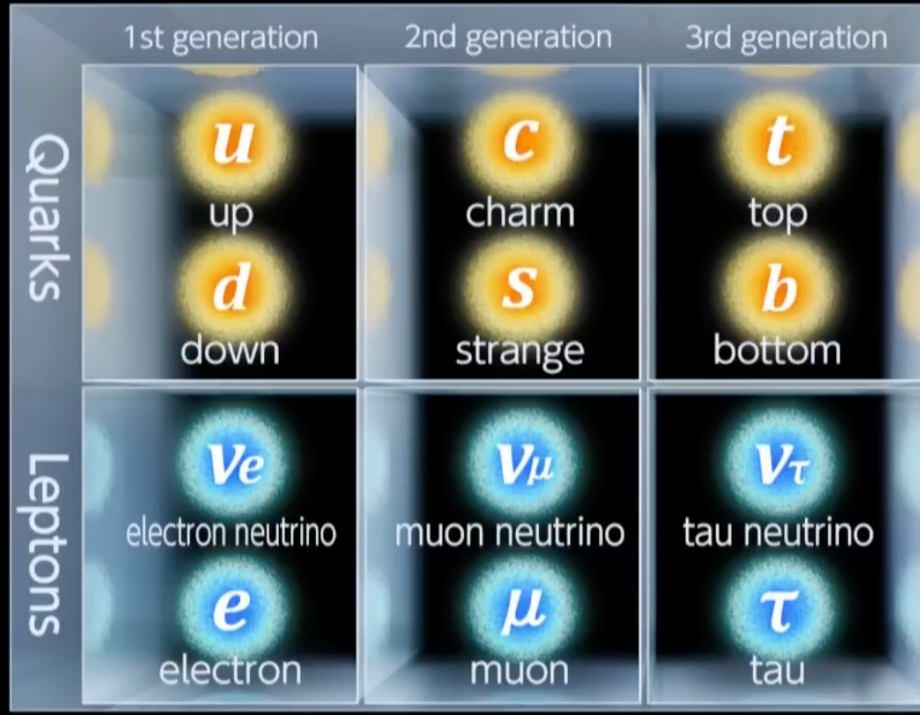 1st generation 2nd generation 3rd generation
Quarks
u c t
up charm top
d s b
down strange bottom
Leptons
νe νμ ντ
electron neutrino muon neutrino tau neutrino
e μ τ
electron muon tau